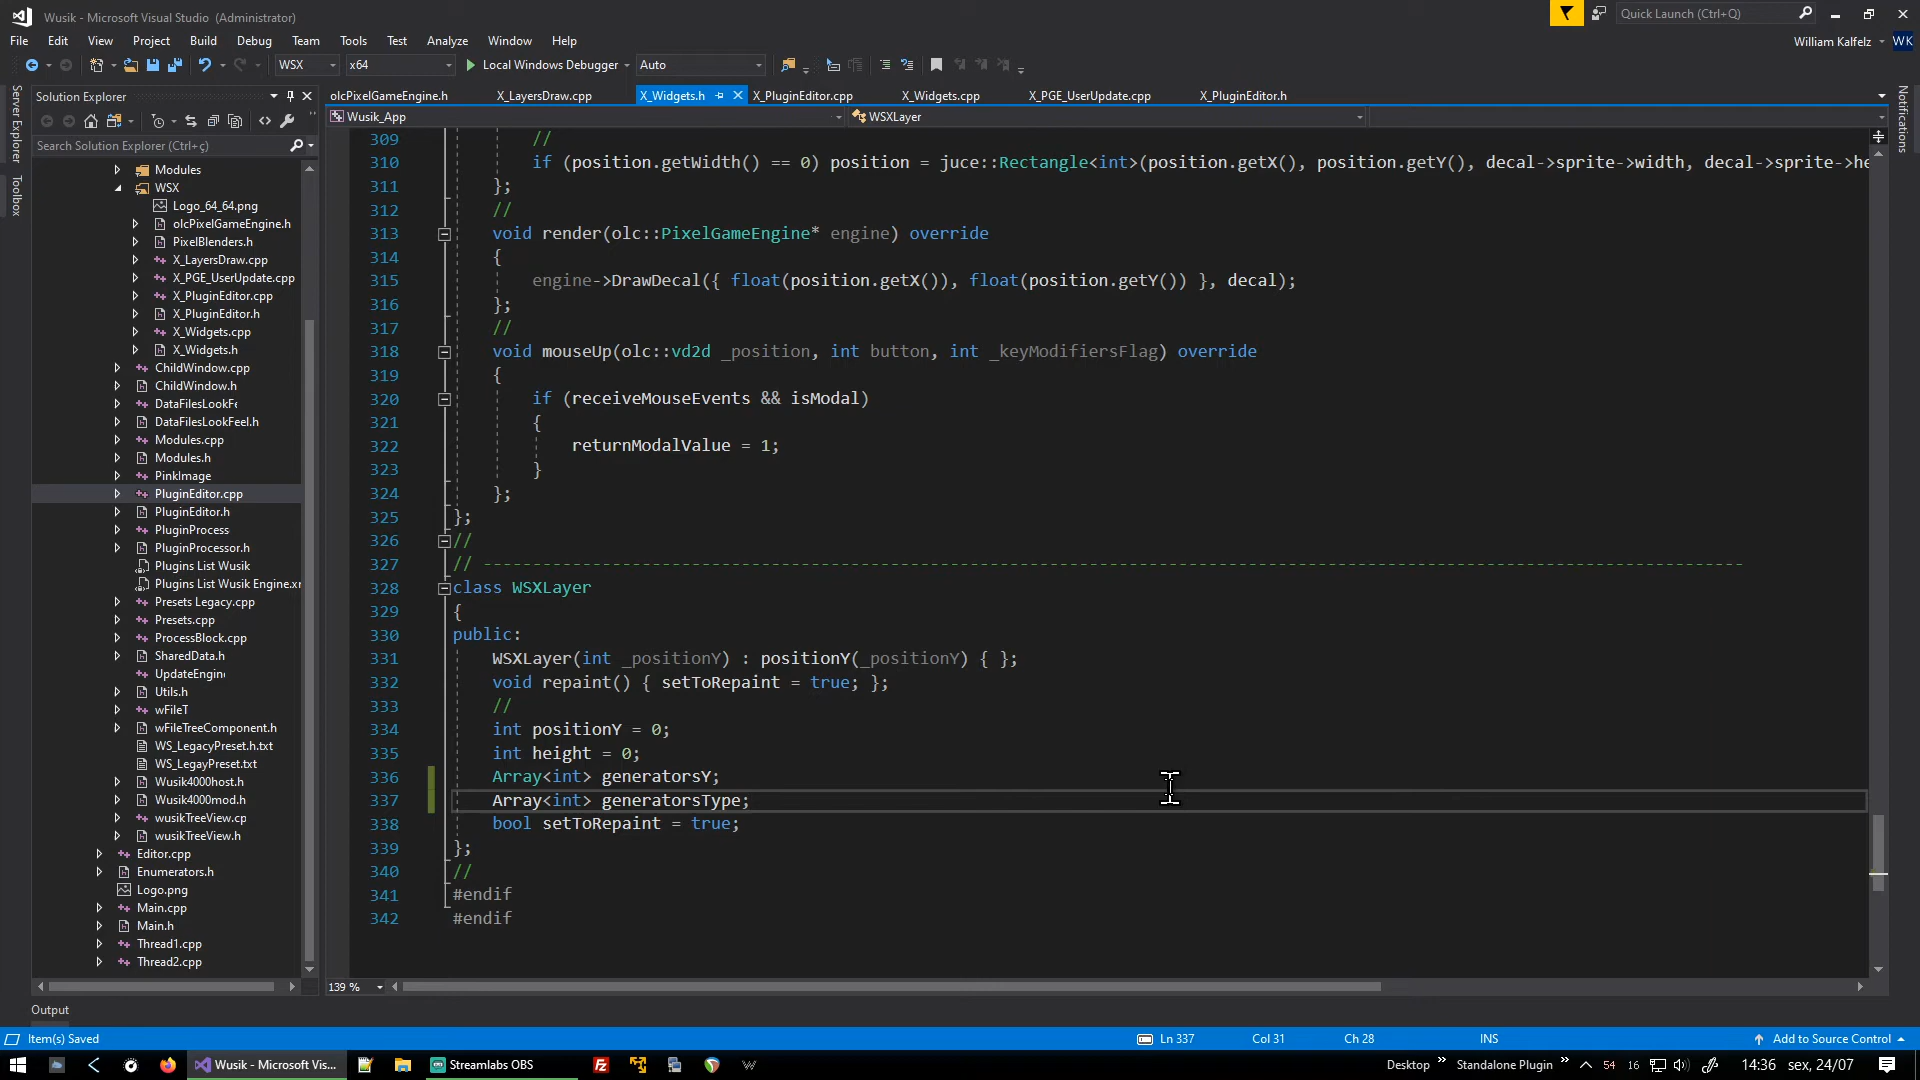 Wusik - Microsoft Visual Studio (Administrator)
Quick Launch (Ctrl+Q)
File Edit View Project Build Debug Team Tools Test Analyze Window Help
William Kalfelz
WK
WSX
x64
Local Windows Debugger
Auto
Server Explorer
Toolbox
Notifications
Solution Explorer
Search Solution Explorer (Ctrl+ç)
Modules
WSX
Logo_64_64.png
olcPixelGameEngine.h
PixelBlenders.h
X_LayersDraw.cpp
X_PGE_UserUpdate.cpp
X_PluginEditor.cpp
X_PluginEditor.h
X_Widgets.cpp
X_Widgets.h
ChildWindow.cpp
ChildWindow.h
DataFilesLookFe
DataFilesLookFeel.h
Modules.cpp
Modules.h
PinkImage
PluginEditor.cpp
PluginEditor.h
PluginProcess
PluginProcessor.h
Plugins List Wusik
Plugins List Wusik Engine.xr
Presets Legacy.cpp
Presets.cpp
ProcessBlock.cpp
SharedData.h
UpdateEngin
Utils.h
wFileT
wFileTreeComponent.h
WS_LegacyPreset.h.txt
WS_LegayPreset.txt
Wusik4000host.h
Wusik4000mod.h
wusikTreeView.cp
wusikTreeView.h
Editor.cpp
Enumerators.h
Logo.png
Main.cpp
Main.h
Thread1.cpp
Thread2.cpp
olcPixelGameEngine.h X_LayersDraw.cpp X_Widgets.h X_PluginEditor.cpp X_Widgets.cpp X_PGE_UserUpdate.cpp X_PluginEditor.h
Wusik_App
WSXLayer
309 //
310 if (position.getWidth() == 0) position = juce::Rectangle<int>(position.getX(), position.getY(), decal->sprite->width, decal->sprite->he
311 };
312 //
313 void render(olc::PixelGameEngine* engine) override
314 {
315 engine->DrawDecal({ float(position.getX()), float(position.getY()) }, decal);
316 };
317 //
318 void mouseUp(olc::vd2d _position, int button, int _keyModifiersFlag) override
319 {
320 if (receiveMouseEvents && isModal)
321 {
322 returnModalValue = 1;
323 }
324 };
325 };
326 //
327 // -------------------------------------------------------------------------------------------------------------------------------
328 class WSXLayer
329 {
330 public:
331 WSXLayer(int _positionY) : positionY(_positionY) { };
332 void repaint() { setToRepaint = true; };
333 //
334 int positionY = 0;
335 int height = 0;
336 Array<int> generatorsY;
337 Array<int> generatorsType;
338 bool setToRepaint = true;
339 };
340 //
341 #endif
342 #endif
139 %
Output
Item(s) Saved
Ln 337
Col 31
Ch 28
INS
Add to Source Control
Wusik - Microsoft Vis...
Streamlabs OBS
Desktop
Standalone Plugin
54
16
14:36
sex, 24/07